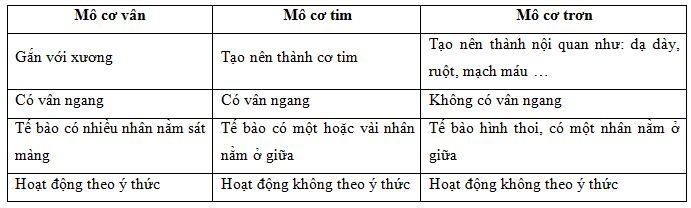 Mô cơ vân Mô cơ tim Mô cơ trơn
Gắn với xương Tạo nên thành cơ tim Tạo nên thành nội quan như: dạ dày,
ruột, mạch máu …
Có vân ngang Có vân ngang Không có vân ngang
Tế bào có nhiều nhân nằm sát Tế bào có một hoặc vài nhân Tế bào hình thoi, có một nhân nằm ở
màng nằm ở giữa giữa
Hoạt động theo ý thức Hoạt động không theo ý thức Hoạt động không theo ý thức